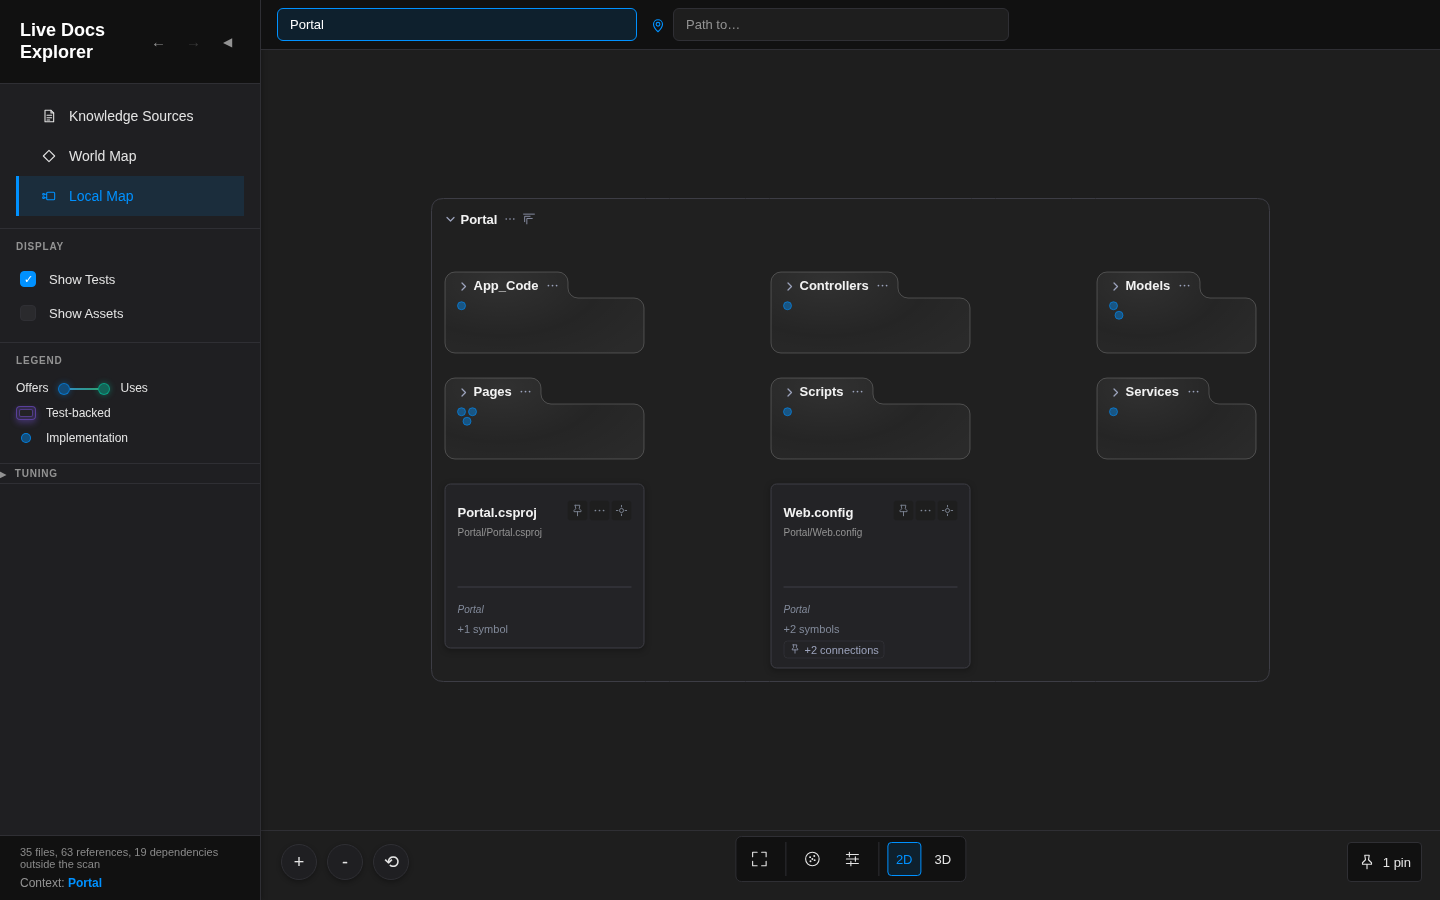 Live Docs
Explorer
← → ◀
Portal
Path to…
Knowledge Sources
World Map
Local Map
DISPLAY
✓ Show Tests
Show Assets
LEGEND
Offers Uses
Test-backed
Implementation
▶ TUNING
35 files, 63 references, 19 dependencies
outside the scan
Context: Portal
Portal ⋯
App_Code ⋯
Controllers ⋯
Models ⋯
Pages ⋯
Scripts ⋯
Services ⋯
Portal.csproj ⋯
Portal/Portal.csproj
Portal
+1 symbol
Web.config ⋯
Portal/Web.config
Portal
+2 symbols
+2 connections
+ - ⟲
2D 3D
1 pin